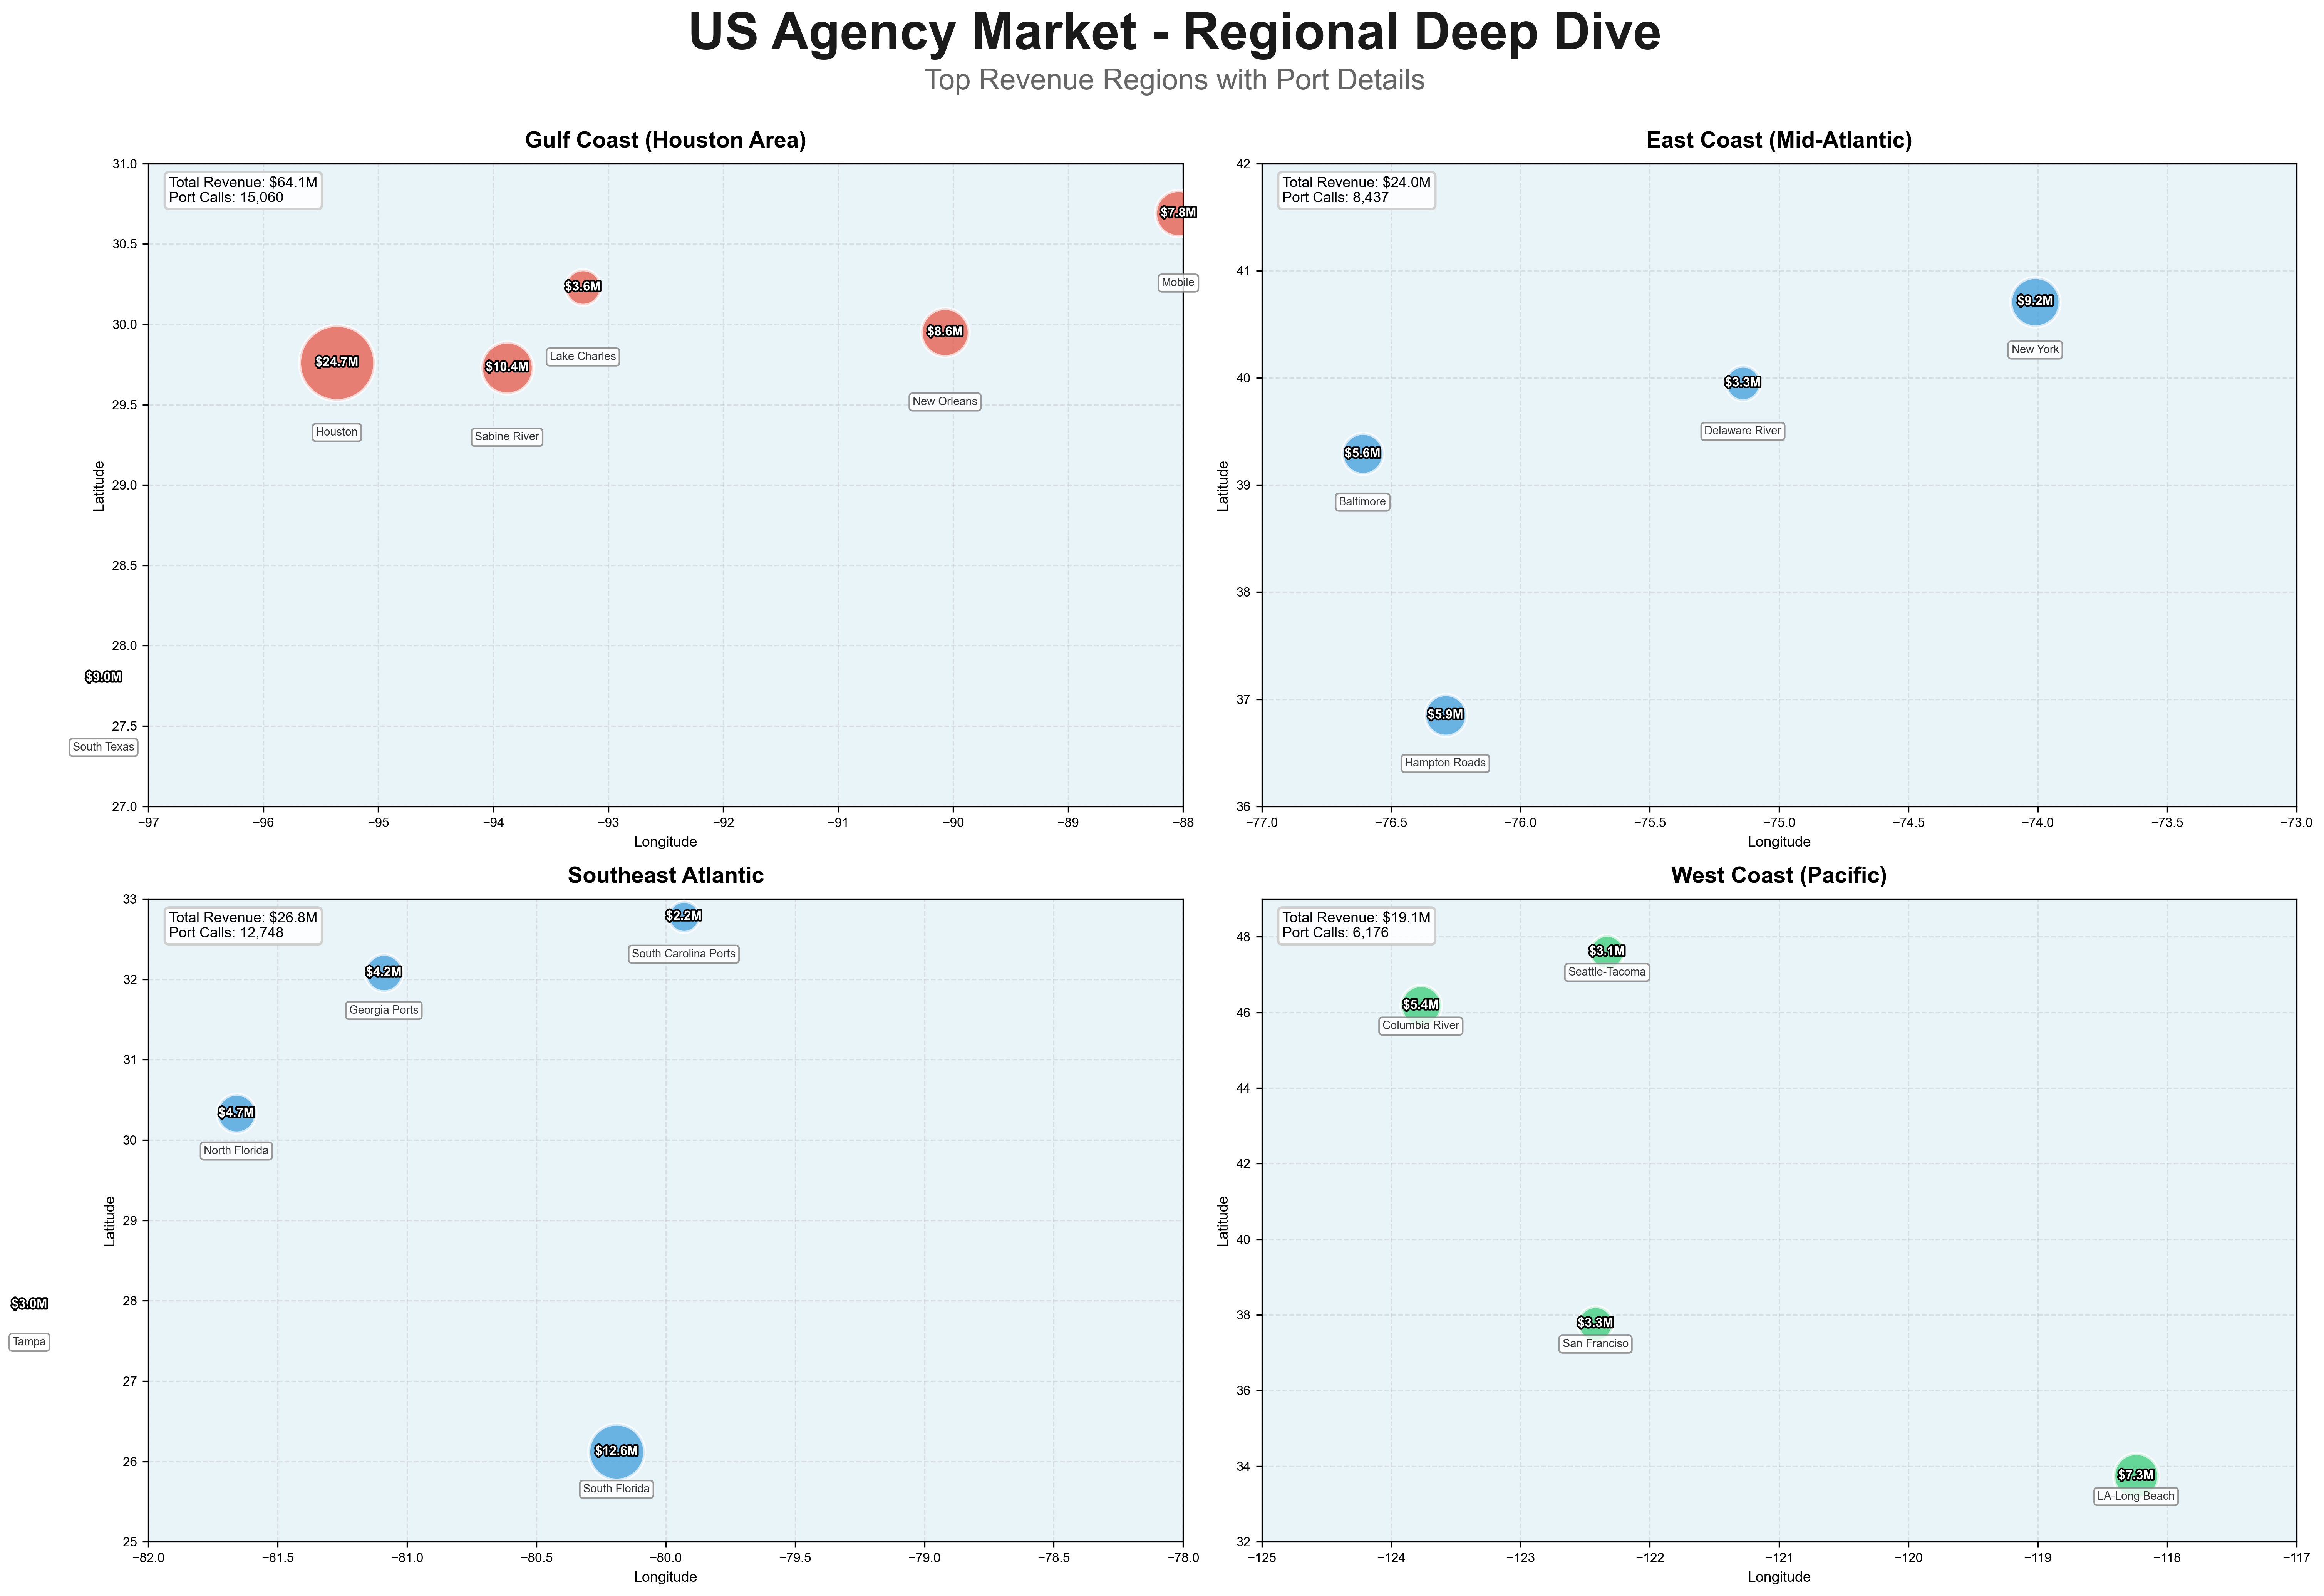 US Agency Market - Regional Deep Dive
Top Revenue Regions with Port Details
Gulf Coast (Houston Area)
Total Revenue: $64.1M
Port Calls: 15,060
31.0
30.5
30.0
29.5
29.0
28.5
28.0
27.5
27.0
Latitude
$7.8M
Mobile
$3.6M
Lake Charles
$8.6M
New Orleans
$24.7M
Houston
$10.4M
Sabine River
$9.0M
South Texas
−97
−96
−95
−94
−93
−92
−91
−90
−89
−88
Longitude
East Coast (Mid-Atlantic)
Total Revenue: $24.0M
Port Calls: 8,437
42
41
40
39
38
37
36
Latitude
$9.2M
New York
$3.3M
Delaware River
$5.6M
Baltimore
$5.9M
Hampton Roads
−77.0
−76.5
−76.0
−75.5
−75.0
−74.5
−74.0
−73.5
−73.0
Longitude
Southeast Atlantic
Total Revenue: $26.8M
Port Calls: 12,748
33
32
31
30
29
28
27
26
25
Latitude
$2.2M
South Carolina Ports
$4.2M
Georgia Ports
$4.7M
North Florida
$3.0M
Tampa
$12.6M
South Florida
−82.0
−81.5
−81.0
−80.5
−80.0
−79.5
−79.0
−78.5
−78.0
Longitude
West Coast (Pacific)
Total Revenue: $19.1M
Port Calls: 6,176
48
46
44
42
40
38
36
34
32
Latitude
$3.1M
Seattle-Tacoma
$5.4M
Columbia River
$3.3M
San Franciso
$7.3M
LA-Long Beach
−125
−124
−123
−122
−121
−120
−119
−118
−117
Longitude